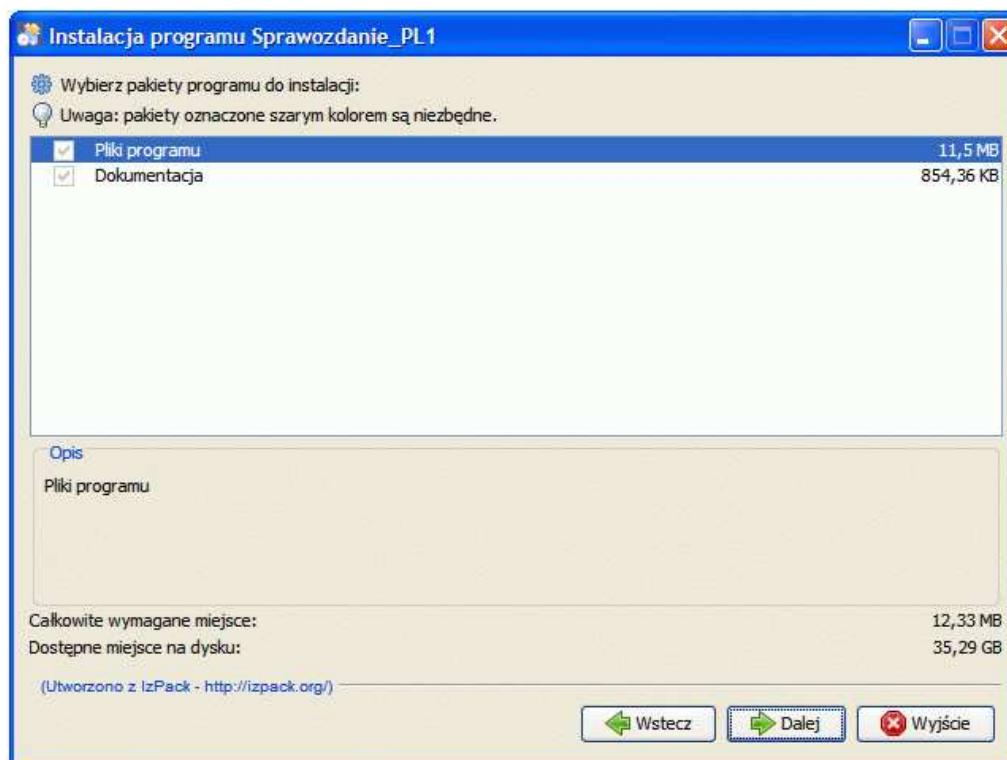 Instalacja programu Sprawozdanie_PL1
Wybierz pakiety programu do instalacji:
Uwaga: pakiety oznaczone szarym kolorem są niezbędne.
Pliki programu 11,5 MB
Dokumentacja 854,36 KB
Opis
Pliki programu
Całkowite wymagane miejsce: 12,33 MB
Dostępne miejsce na dysku: 35,29 GB
(Utworzono z IzPack - http://izpack.org/)
Wstecz Dalej Wyjście